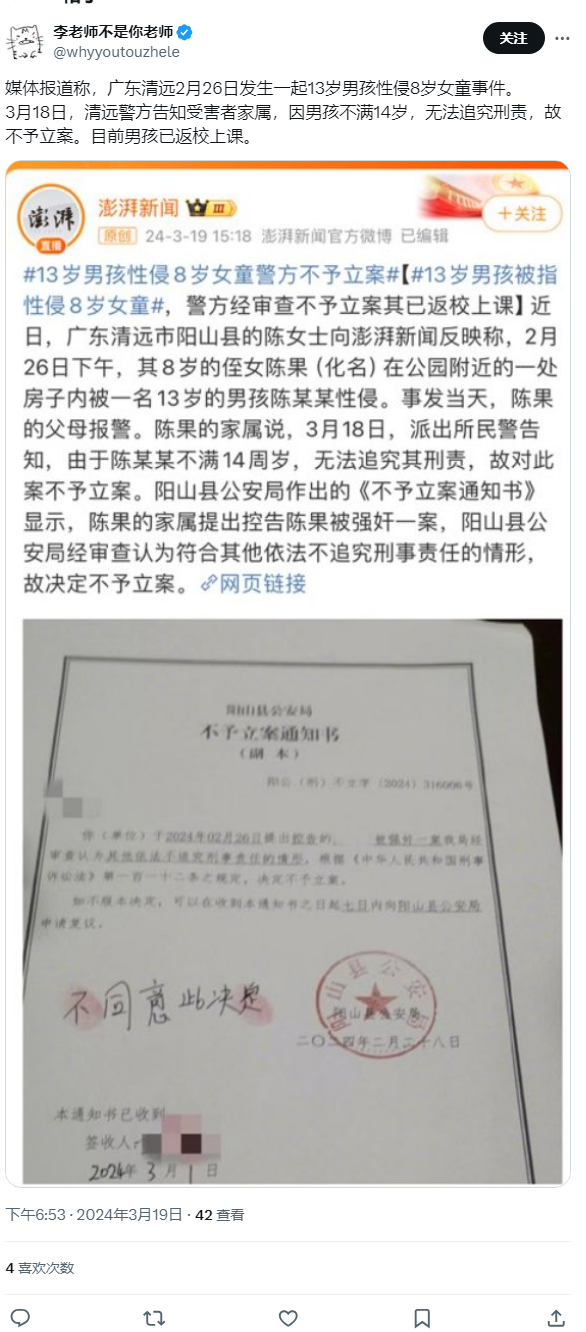 李老师不是你老师
@whyyoutouzhele
关注
媒体报道称，广东清远2月26日发生一起13岁男孩性侵8岁女童事件。
3月18日，清远警方告知受害者家属，因男孩不满14岁，无法追究刑责，故
不予立案。目前男孩已返校上课。
澎湃
直播
澎湃新闻 III
+关注
原创 24-3-19 15:18 澎湃新闻官方微博 已编辑
#13岁男孩性侵8岁女童警方不予立案#【#13岁男孩被指
性侵8岁女童#，警方经审查不予立案其已返校上课】近
日，广东清远市阳山县的陈女士向澎湃新闻反映称，2月
26日下午，其8岁的侄女陈果（化名）在公园附近的一处
房子内被一名13岁的男孩陈某某性侵。事发当天，陈果
的父母报警。陈果的家属说，3月18日，派出所民警告
知，由于陈某某不满14周岁，无法追究其刑责，故对此
案不予立案。阳山县公安局作出的《不予立案通知书》
显示，陈果的家属提出控告陈果被强奸一案，阳山县公
安局经审查认为符合其他依法不追究刑事责任的情形，
故决定不予立案。网页链接
阳山县公安局
不予立案通知书
（副 本）
阳公（刑）不立字〔2024〕316006号
你（单位）于2024年02月26日提出控告的， 被强奸一案我局经
审查认为其他依法不追究刑事责任的情形，根据《中华人民共和国刑事
诉讼法》第一百一十二条之规定，决定不予立案。
如不服本决定，可以在收到本通知书之日起七日内向阳山县公安局
申请复议。
不同意此决定
阳山县公安局
阳山县公安局
二〇二四年二月二十八日
本通知书已收到
签收人：
2024年3月1日
下午6:53 · 2024年3月19日 · 42 查看
4 喜欢次数